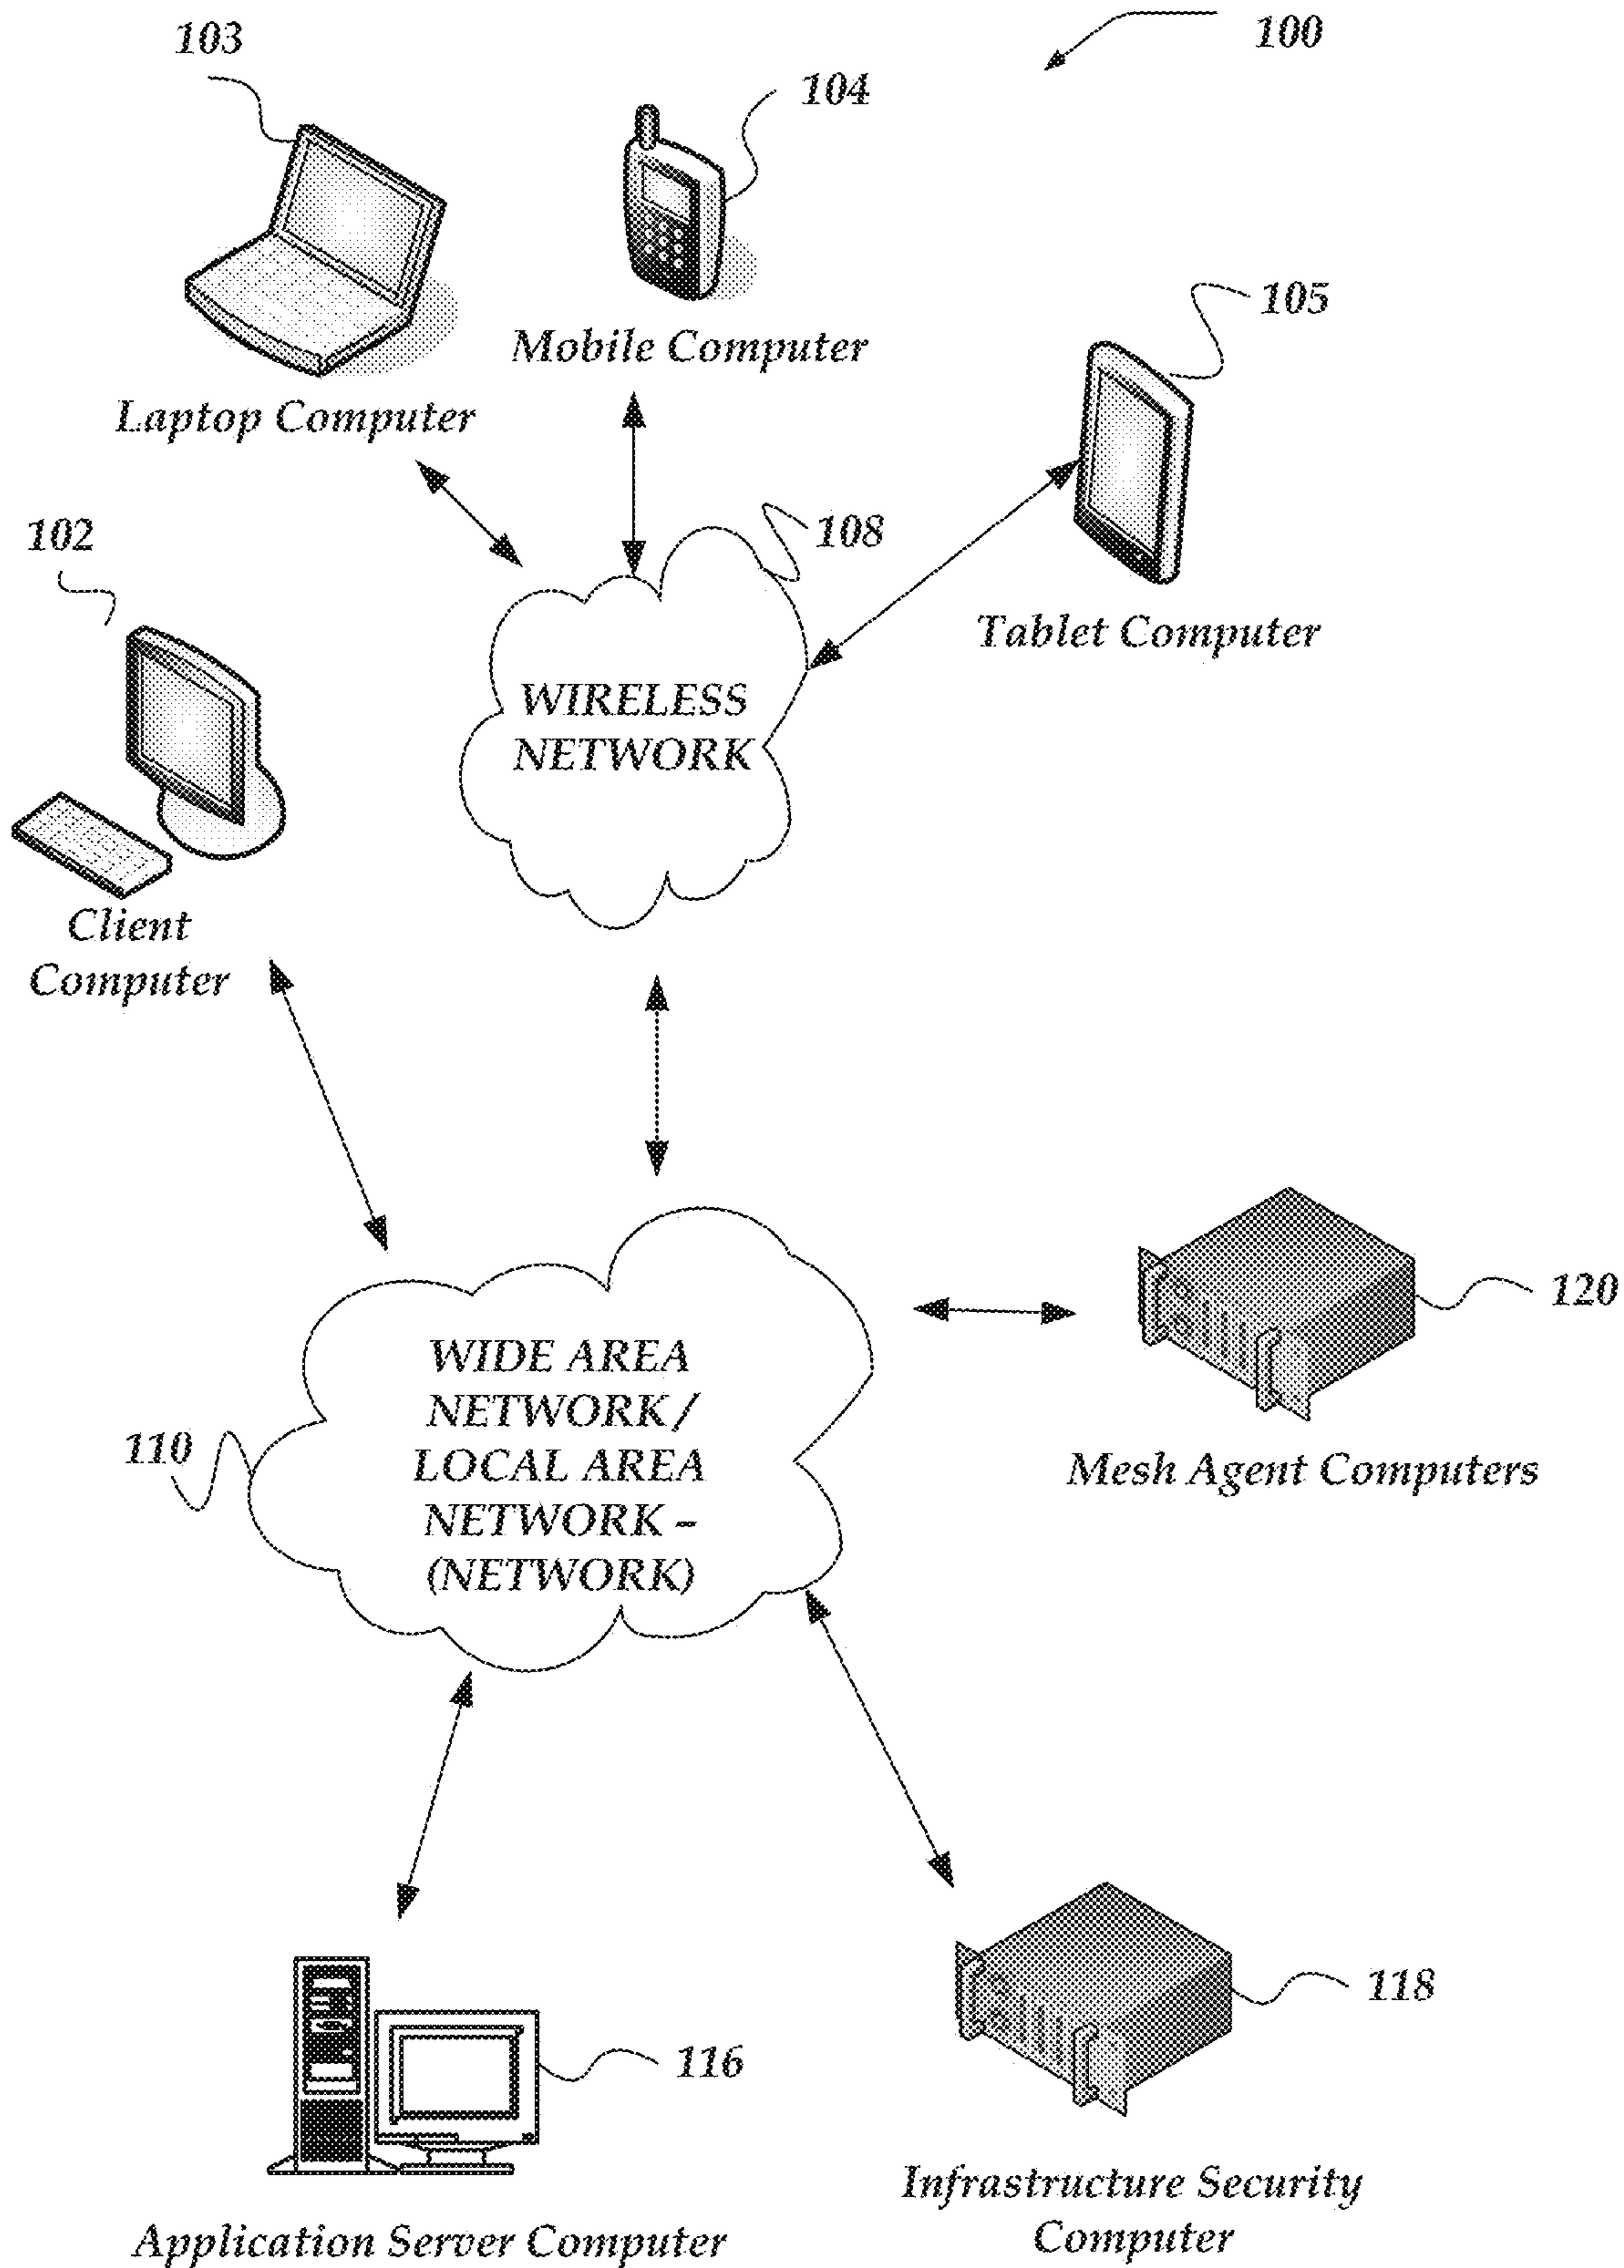 103
100
104
105
Mobile Computer
Laptop Computer
102
108
Tablet Computer
WIRELESS
NETWORK
Client
Computer
120
WIDE AREA
NETWORK /
LOCAL AREA
NETWORK –
(NETWORK)
110
Mesh Agent Computers
118
116
Infrastructure Security
Computer
Application Server Computer